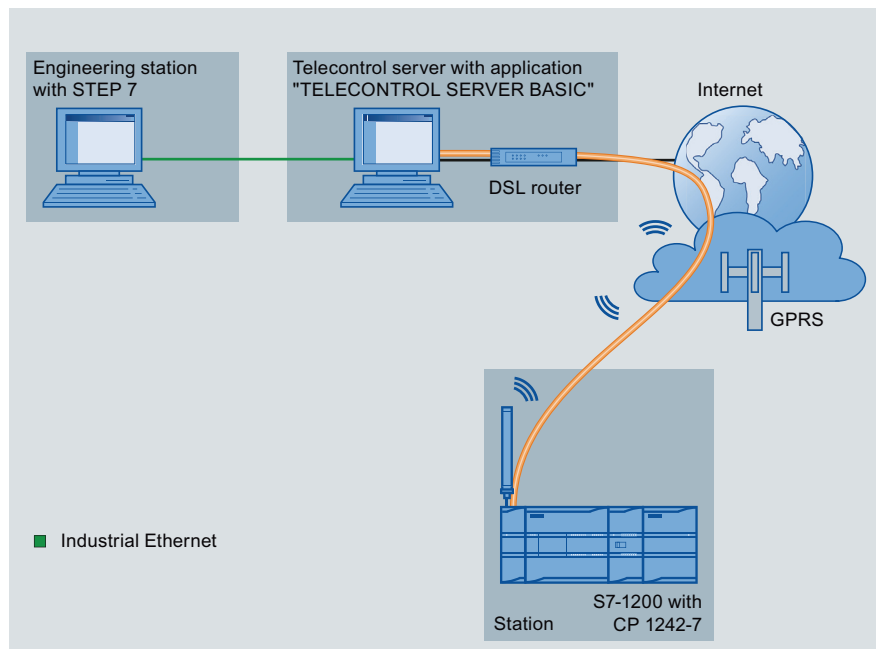 Engineering station
with STEP 7
Telecontrol server with application
"TELECONTROL SERVER BASIC"
Internet
DSL router
GPRS
Industrial Ethernet
S7-1200 with
CP 1242-7
Station